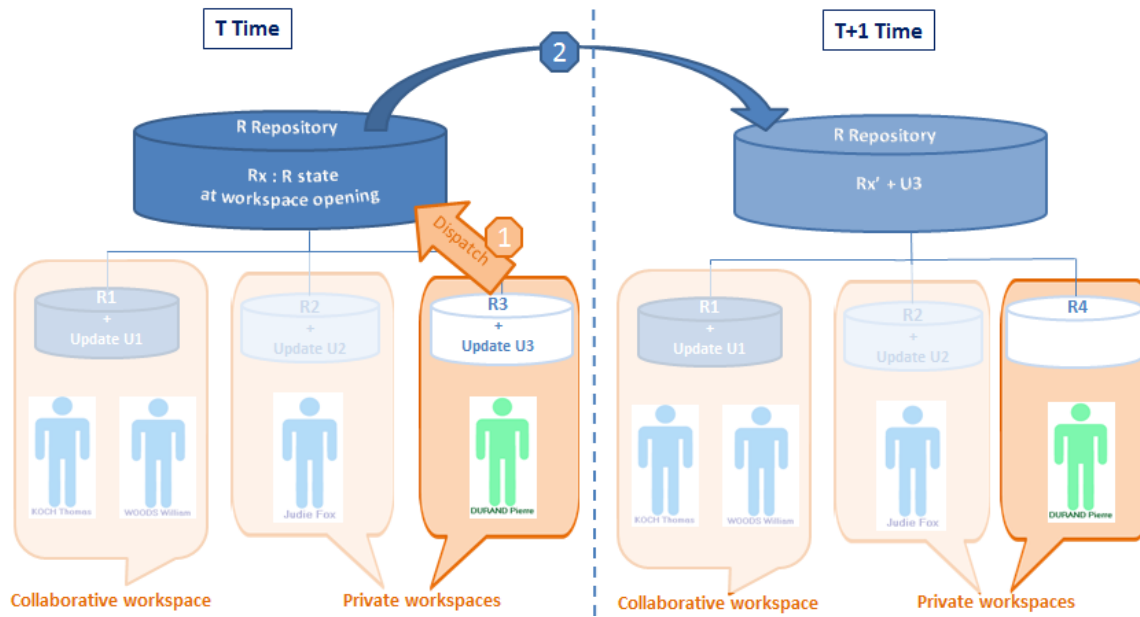 T Time
2
T+1 Time
R Repository
Rx : R state
at workspace opening
R Repository
Rx' + U3
1
Dispatch
R1
+
Update U1
R2
+
Update U2
R3
+
Update U3
R1
+
Update U1
R2
+
Update U2
R4
KOCH Thomas
WOODS William
Judie Fox
DURAND Pierre
KOCH Thomas
WOODS William
Judie Fox
DURAND Pierre
Collaborative workspace
Private workspaces
Collaborative workspace
Private workspaces